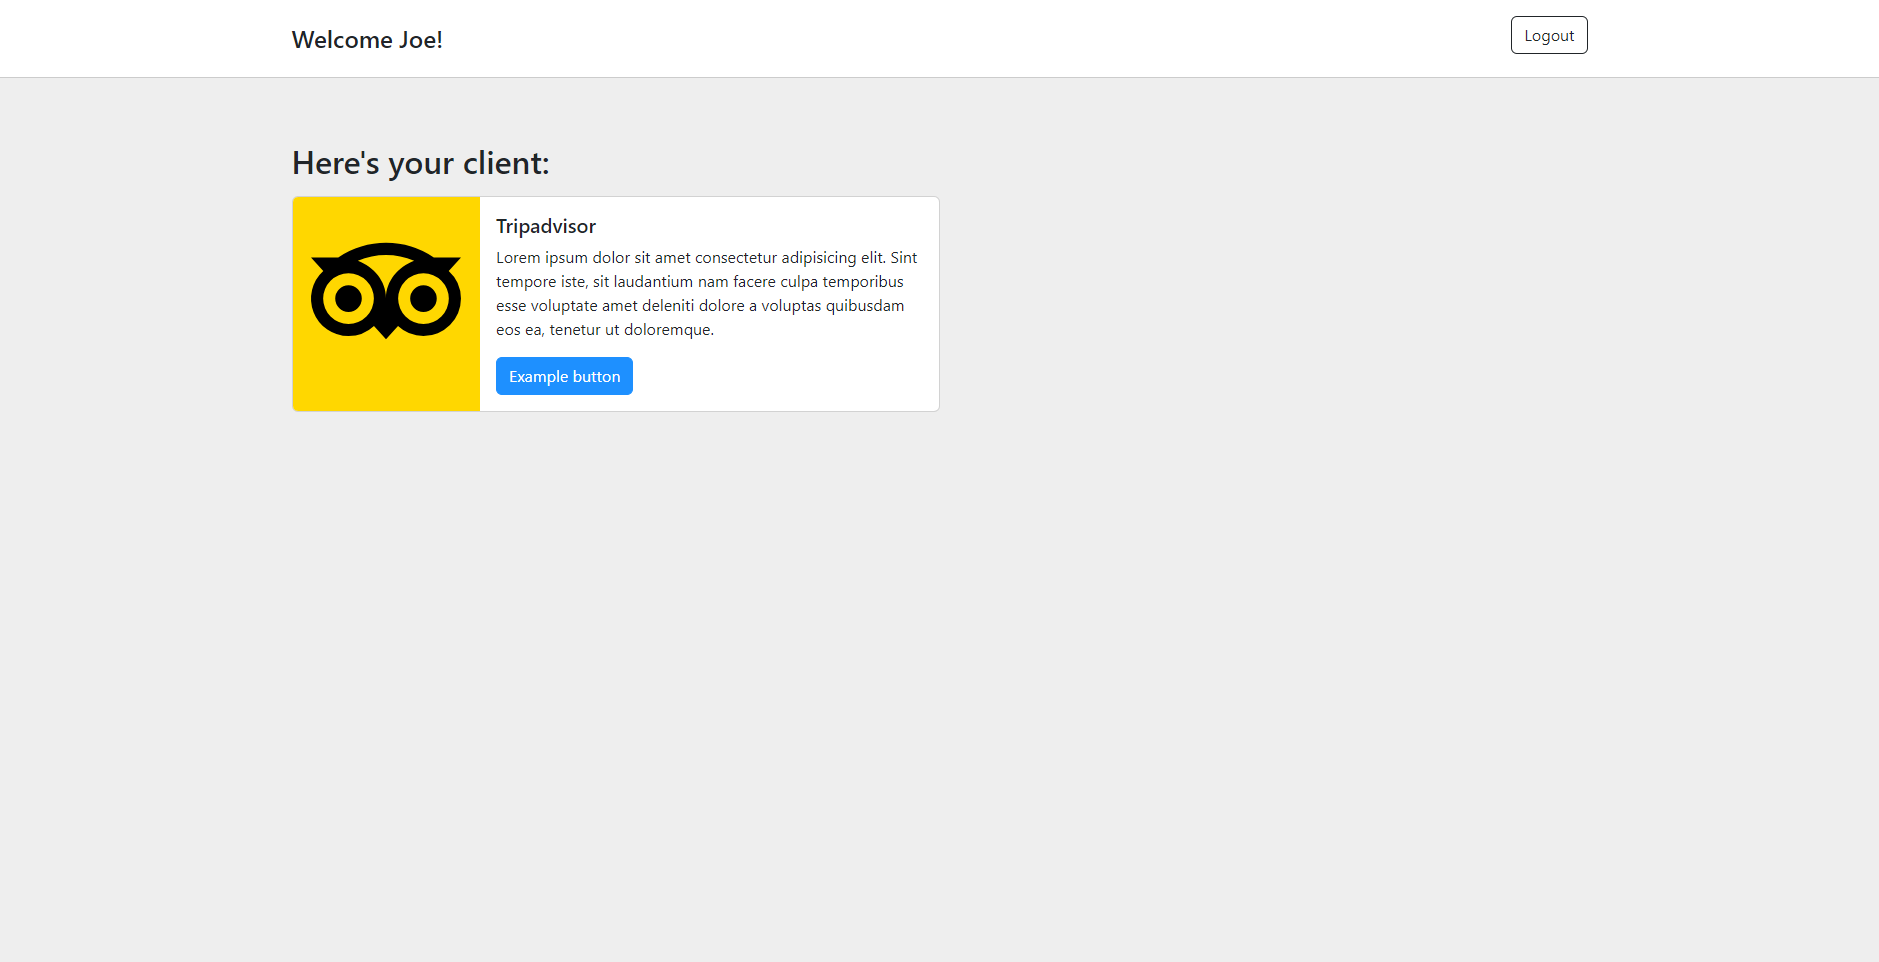 Welcome Joe!
Logout
Here's your client:
Tripadvisor
Lorem ipsum dolor sit amet consectetur adipisicing elit. Sint
tempore iste, sit laudantium nam facere culpa temporibus
esse voluptate amet deleniti dolore a voluptas quibusdam
eos ea, tenetur ut doloremque.
Example button